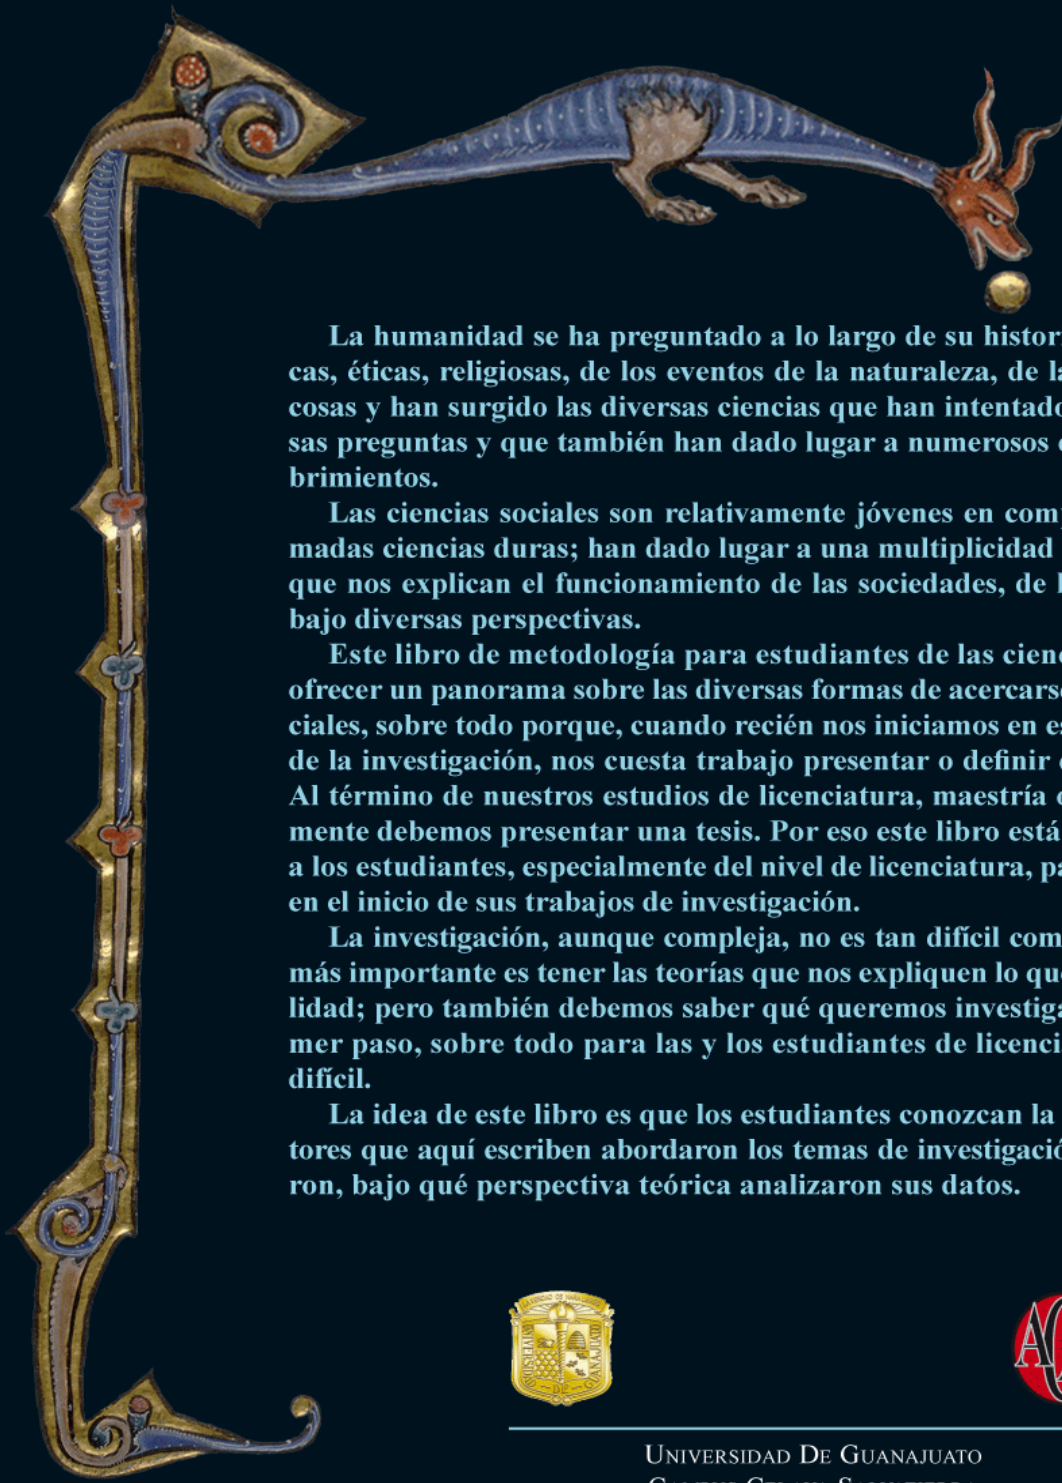 La humanidad se ha preguntado a lo largo de su histor
cas, éticas, religiosas, de los eventos de la naturaleza, de la
cosas y han surgido las diversas ciencias que han intentado
sas preguntas y que también han dado lugar a numerosos
brimientos.
Las ciencias sociales son relativamente jóvenes en com
madas ciencias duras; han dado lugar a una multiplicidad
que nos explican el funcionamiento de las sociedades, de l
bajo diversas perspectivas.
Este libro de metodología para estudiantes de las cienc
ofrecer un panorama sobre las diversas formas de acercars
ciales, sobre todo porque, cuando recién nos iniciamos en es
de la investigación, nos cuesta trabajo presentar o definir
Al término de nuestros estudios de licenciatura, maestría
mente debemos presentar una tesis. Por eso este libro está
a los estudiantes, especialmente del nivel de licenciatura, pa
en el inicio de sus trabajos de investigación.
La investigación, aunque compleja, no es tan difícil com
más importante es tener las teorías que nos expliquen lo que
lidad; pero también debemos saber qué queremos investiga
mer paso, sobre todo para las y los estudiantes de licenci
difícil.
La idea de este libro es que los estudiantes conozcan la
tores que aquí escriben abordaron los temas de investigació
ron, bajo qué perspectiva teórica analizaron sus datos.
UNIVERSIDAD DE GUANAJUATO
UNIVERSIDAD DE GUANAJUATO